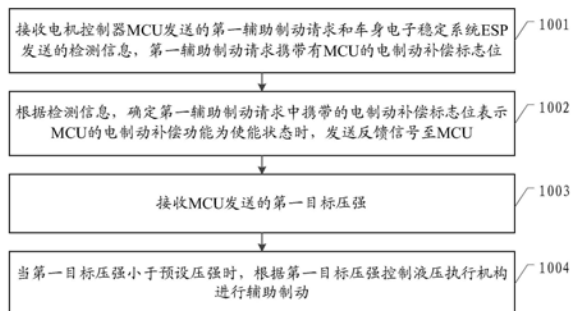 接收电机控制器MCU发送的第一辅助制动请求和车身电子稳定系统ESP
发送的检测信息，第一辅助制动请求携带有MCU的电制动补偿标志位
1001
根据检测信息，确定第一辅助制动请求中携带的电制动补偿标志位表示
MCU的电制动补偿功能为使能状态时，发送反馈信号至MCU
1002
接收MCU发送的第一目标压强
1003
当第一目标压强小于预设压强时，根据第一目标压强控制液压执行机构
进行辅助制动
1004